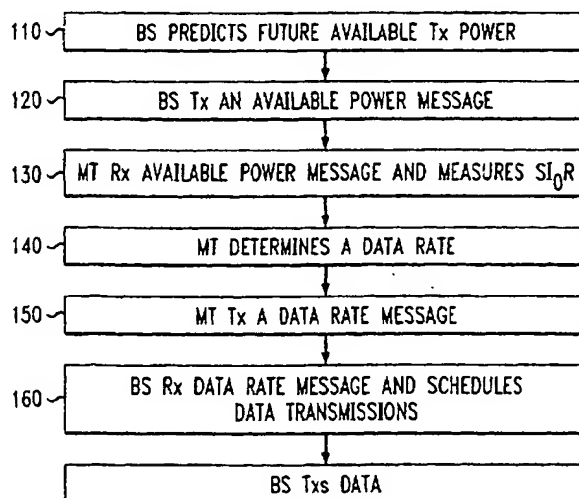 110
BS PREDICTS FUTURE AVAILABLE Tx POWER
120
BS Tx AN AVAILABLE POWER MESSAGE
130
MT Rx AVAILABLE POWER MESSAGE AND MEASURES SI₀R
140
MT DETERMINES A DATA RATE
150
MT Tx A DATA RATE MESSAGE
160
BS Rx DATA RATE MESSAGE AND SCHEDULES
DATA TRANSMISSIONS
BS Txs DATA